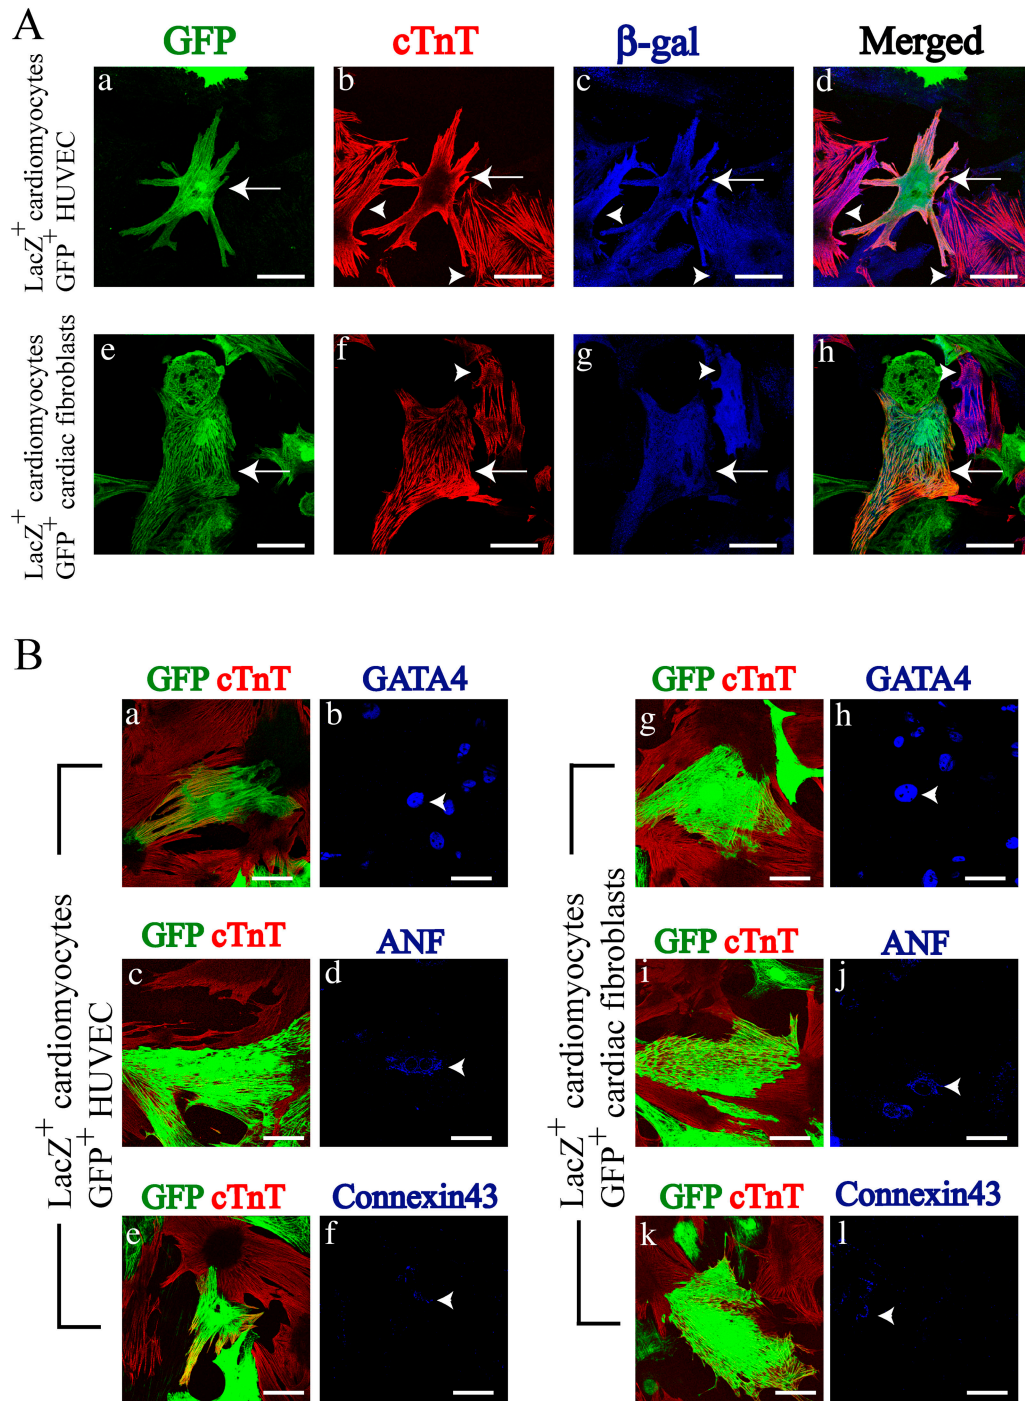 A
GFP cTnT β-gal Merged
LacZ+ cardiomyocytes
GFP+ HUVEC
a b c d
LacZ+ cardiomyocytes
GFP+ cardiac fibroblasts
e f g h
B
GFP cTnT GATA4 GFP cTnT GATA4
a b g h
LacZ+ cardiomyocytes
GFP+ HUVEC
LacZ+ cardiomyocytes
GFP+ cardiac fibroblasts
GFP cTnT ANF GFP cTnT ANF
c d i j
GFP cTnT Connexin43 GFP cTnT Connexin43
e f k l